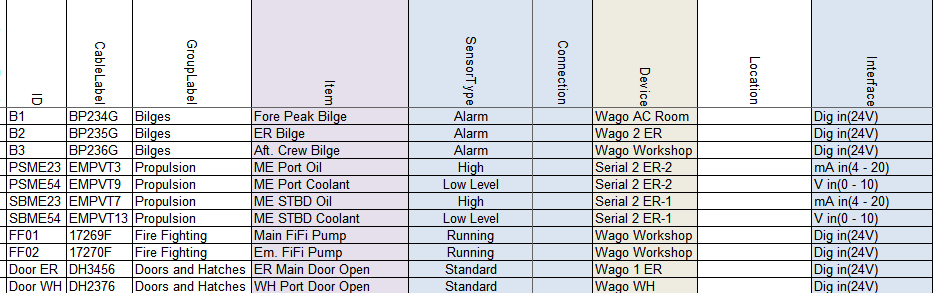 ID CableLabel GroupLabel Item SensorType Connection Device Location Interface
B1 BP234G Bilges Fore Peak Bilge Alarm Wago AC Room Dig in(24V)
B2 BP235G Bilges ER Bilge Alarm Wago 2 ER Dig in(24V)
B3 BP236G Bilges Aft. Crew Bilge Alarm Wago Workshop Dig in(24V)
PSME23 EMPVT3 Propulsion ME Port Oil High Serial 2 ER-2 mA in(4 - 20)
PSME54 EMPVT9 Propulsion ME Port Coolant Low Level Serial 2 ER-2 V in(0 - 10)
SBME23 EMPVT7 Propulsion ME STBD Oil High Serial 2 ER-1 mA in(4 - 20)
SBME54 EMPVT13 Propulsion ME STBD Coolant Low Level Serial 2 ER-1 V in(0 - 10)
FF01 17269F Fire Fighting Main FiFi Pump Running Wago Workshop Dig in(24V)
FF02 17270F Fire Fighting Em. FiFi Pump Running Wago Workshop Dig in(24V)
Door ER DH3456 Doors and Hatches ER Main Door Open Standard Wago 1 ER Dig in(24V)
Door WH DH2376 Doors and Hatches WH Port Door Open Standard Wago WH Dig in(24V)